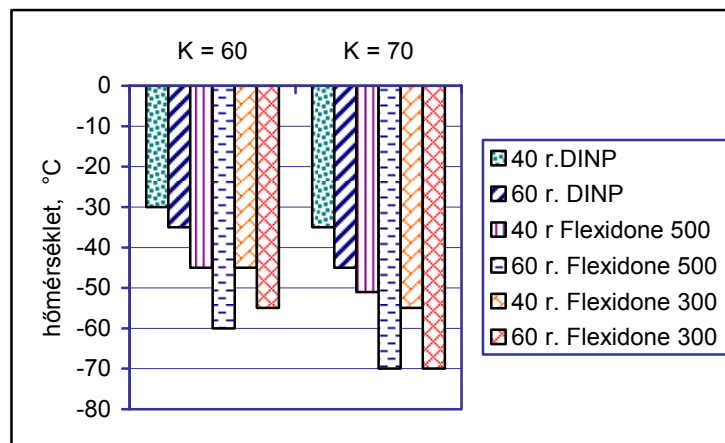 K = 60 K = 70
0
-10
-20
-30
-40
-50
-60
-70
-80
hőmérséklet, °C
40 r.DINP
60 r. DINP
40 r Flexidone 500
60 r. Flexidone 500
40 r. Flexidone 300
60 r. Flexidone 300